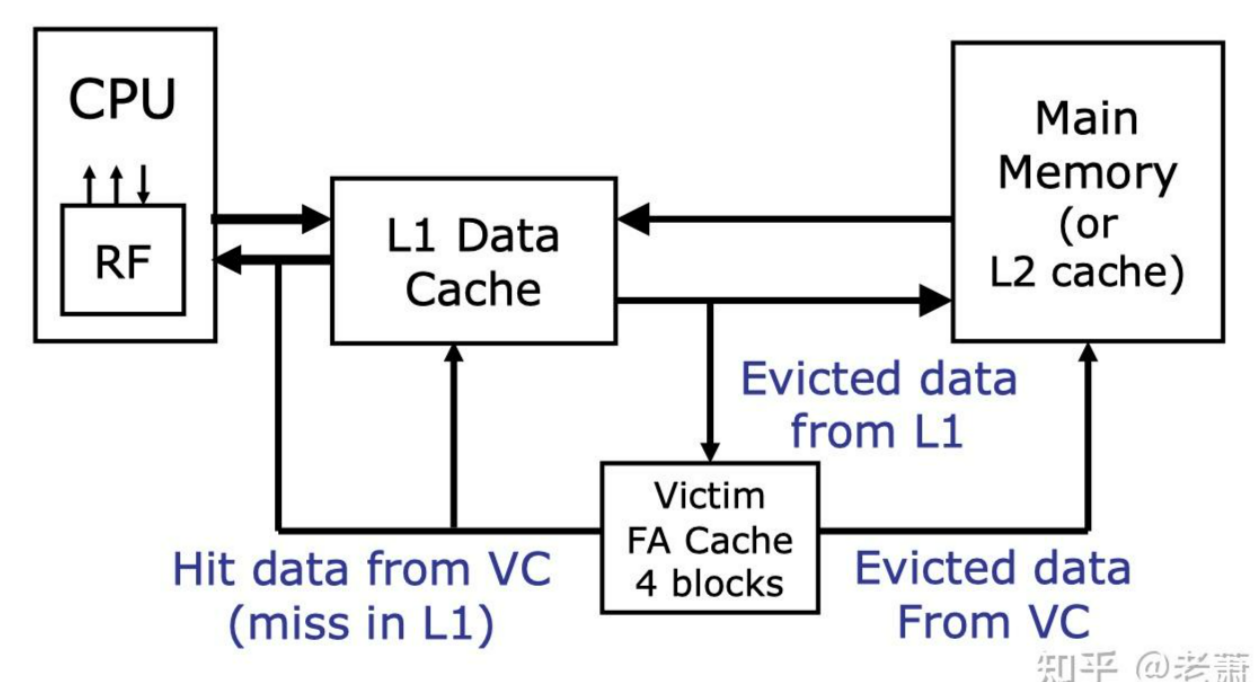 CPU
RF
L1 Data
Cache
Main
Memory
(or
L2 cache)
Evicted data
from L1
Victim
FA Cache
4 blocks
Hit data from VC
(miss in L1)
Evicted data
From VC
知乎 @老萧